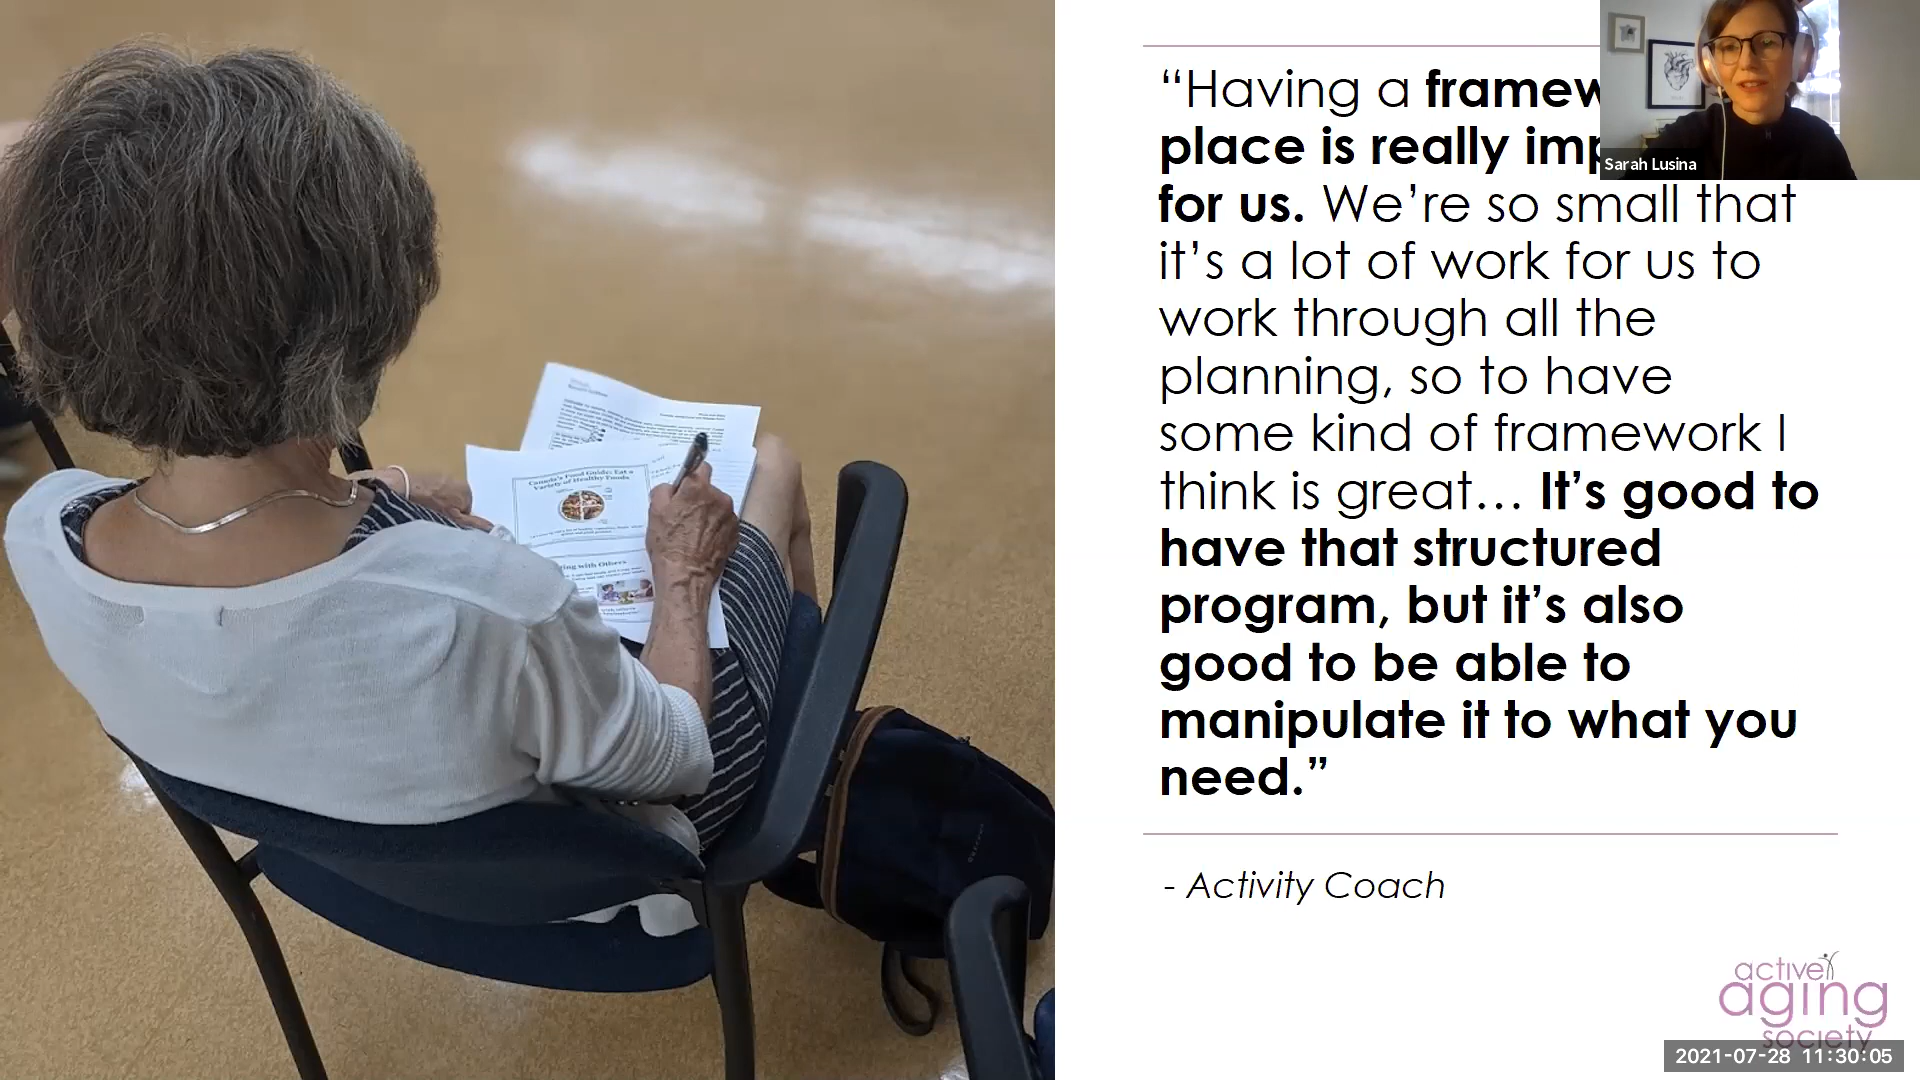 “Having a framew
place is really imp
for us. We’re so small that
it’s a lot of work for us to
work through all the
planning, so to have
some kind of framework I
think is great… It’s good to
have that structured
program, but it’s also
good to be able to
manipulate it to what you
need.”
- Activity Coach
Sarah Lusina
Canada's Food Guide: Eat a
Variety of Healthy Foods
ing with Others
active
aging
society
2021-07-28 11:30:05